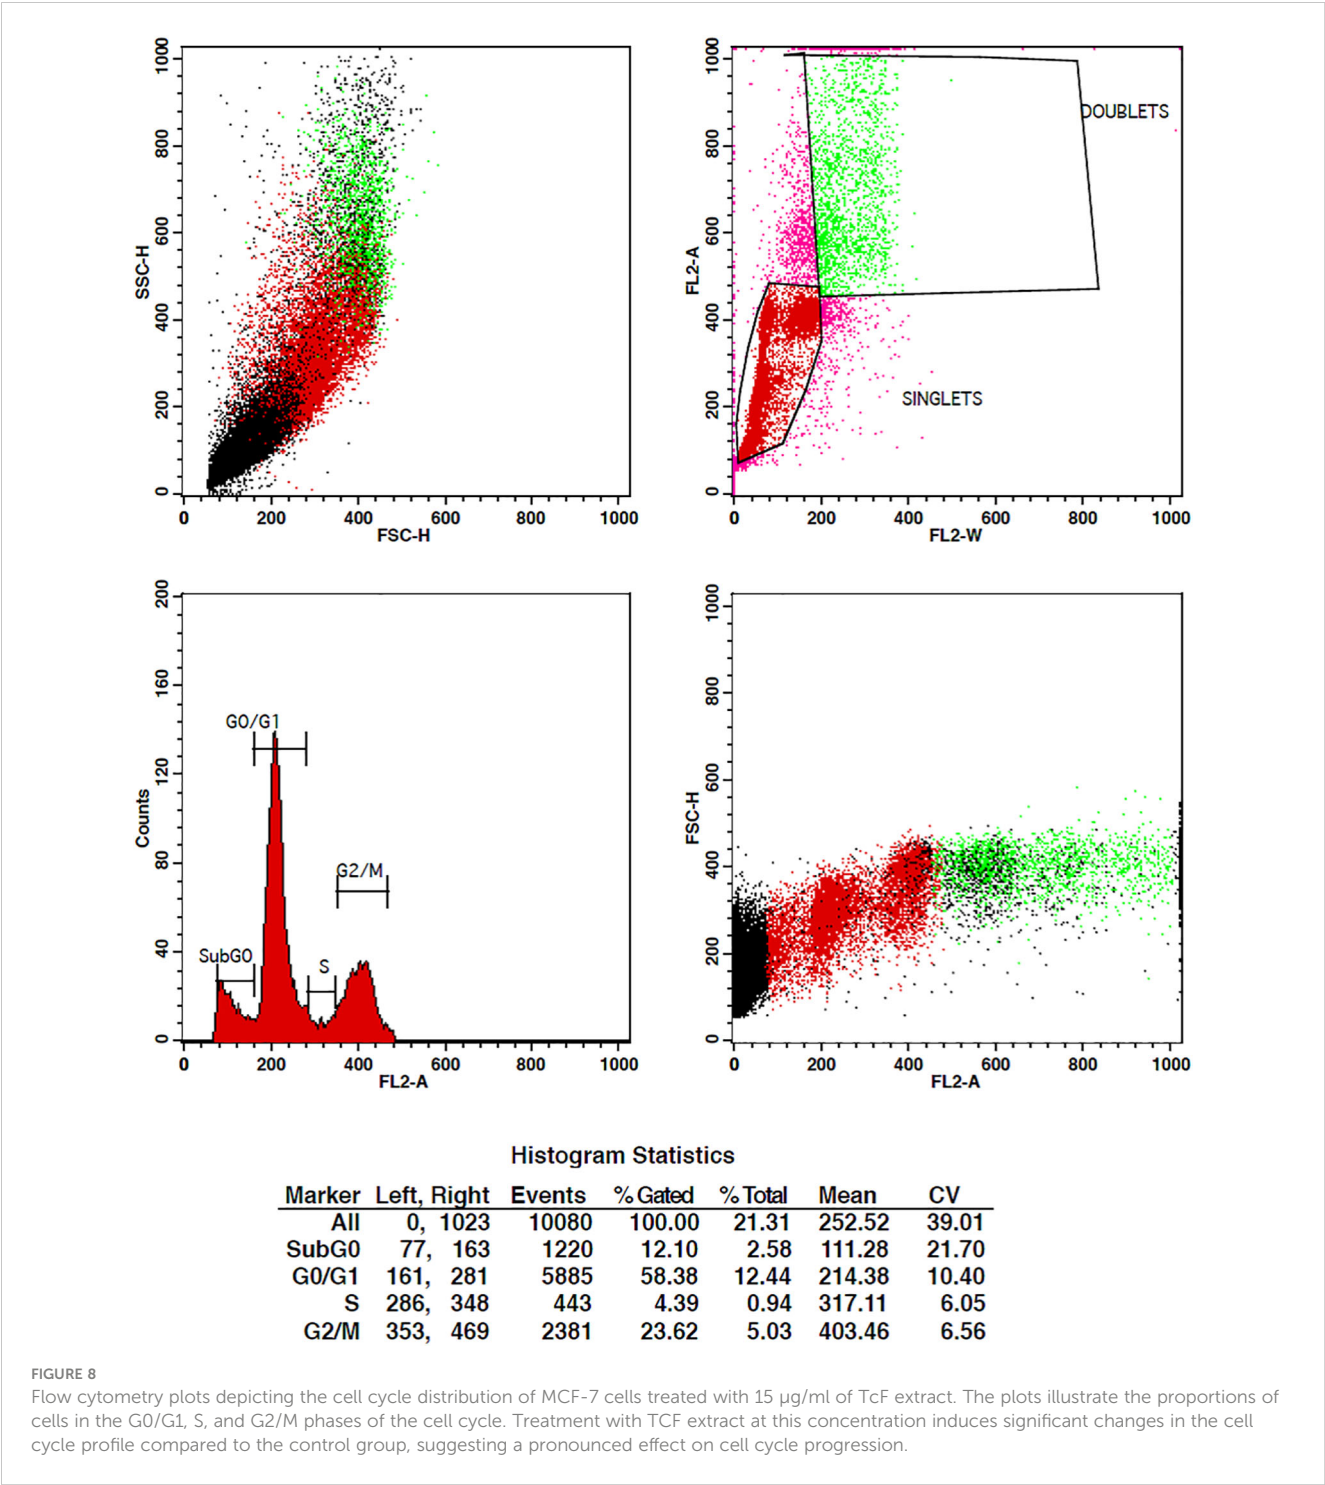 1000
800
600
400
200
0
SSC-H
0 200 400 600 800 1000
FSC-H
1000
800
600
400
200
0
FL2-A
DOUBLETS
SINGLETS
0 200 400 600 800 1000
FL2-W
200
160
120
80
40
0
Counts
G0/G1
G2/M
SubG0
S
0 200 400 600 800 1000
FL2-A
1000
800
600
400
200
0
FSC-H
0 200 400 600 800 1000
FL2-A
Histogram Statistics
Marker Left, Right Events % Gated % Total Mean CV
All 0, 1023 10080 100.00 21.31 252.52 39.01
SubG0 77, 163 1220 12.10 2.58 111.28 21.70
G0/G1 161, 281 5885 58.38 12.44 214.38 10.40
S 286, 348 443 4.39 0.94 317.11 6.05
G2/M 353, 469 2381 23.62 5.03 403.46 6.56
FIGURE 8
Flow cytometry plots depicting the cell cycle distribution of MCF-7 cells treated with 15 µg/ml of TcF extract. The plots illustrate the proportions of
cells in the G0/G1, S, and G2/M phases of the cell cycle. Treatment with TCF extract at this concentration induces significant changes in the cell
cycle profile compared to the control group, suggesting a pronounced effect on cell cycle progression.